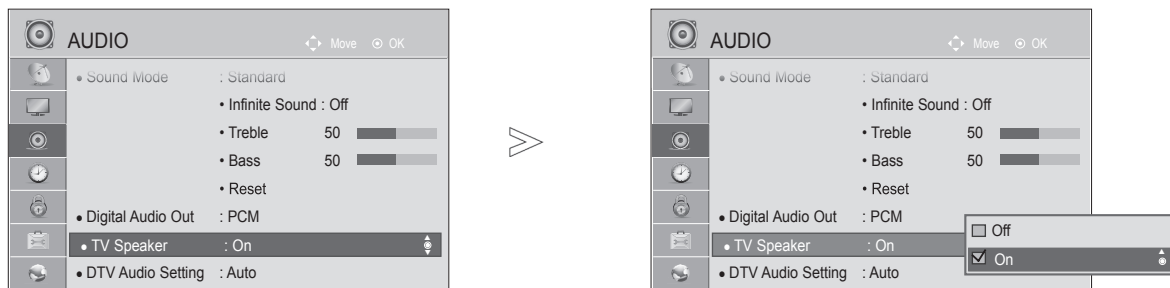 AUDIO
Move OK
• Sound Mode : Standard
• Infinite Sound : Off
• Treble 50
• Bass 50
• Reset
• Digital Audio Out : PCM
• TV Speaker : On
• DTV Audio Setting : Auto
AUDIO
Move OK
• Sound Mode : Standard
• Infinite Sound : Off
• Treble 50
• Bass 50
• Reset
• Digital Audio Out : PCM
• TV Speaker : On
• DTV Audio Setting : Auto
Off
On